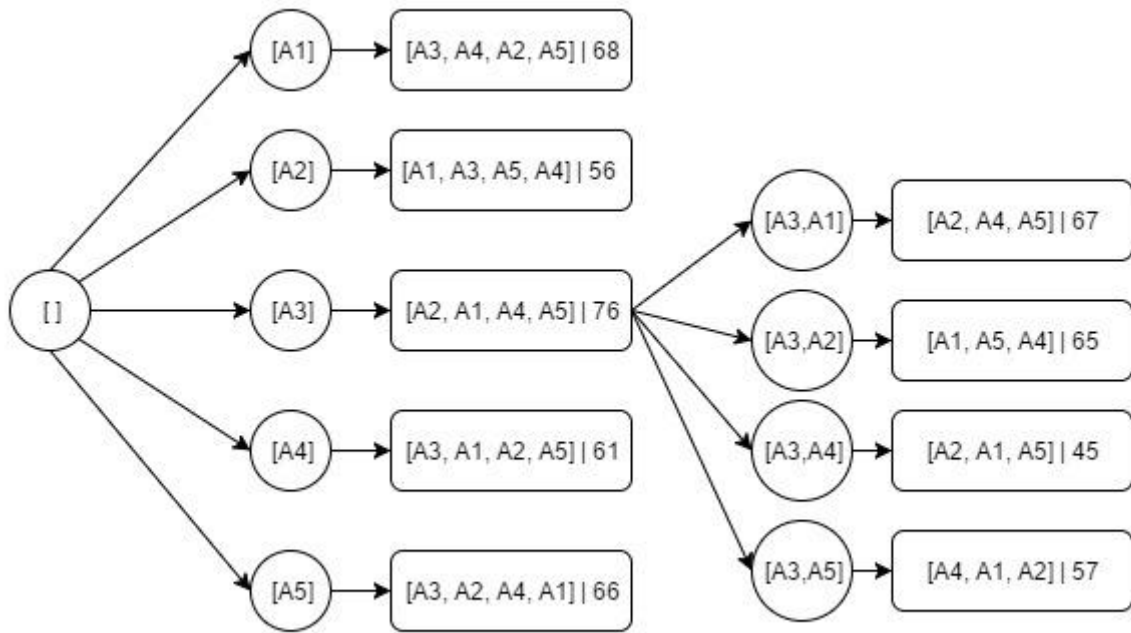 [A1]
[A3, A4, A2, A5] | 68
[A2]
[A1, A3, A5, A4] | 56
[A3,A1]
[A2, A4, A5] | 67
[ ]
[A3]
[A2, A1, A4, A5] | 76
[A3,A2]
[A1, A5, A4] | 65
[A4]
[A3, A1, A2, A5] | 61
[A3,A4]
[A2, A1, A5] | 45
[A5]
[A3, A2, A4, A1] | 66
[A3,A5]
[A4, A1, A2] | 57